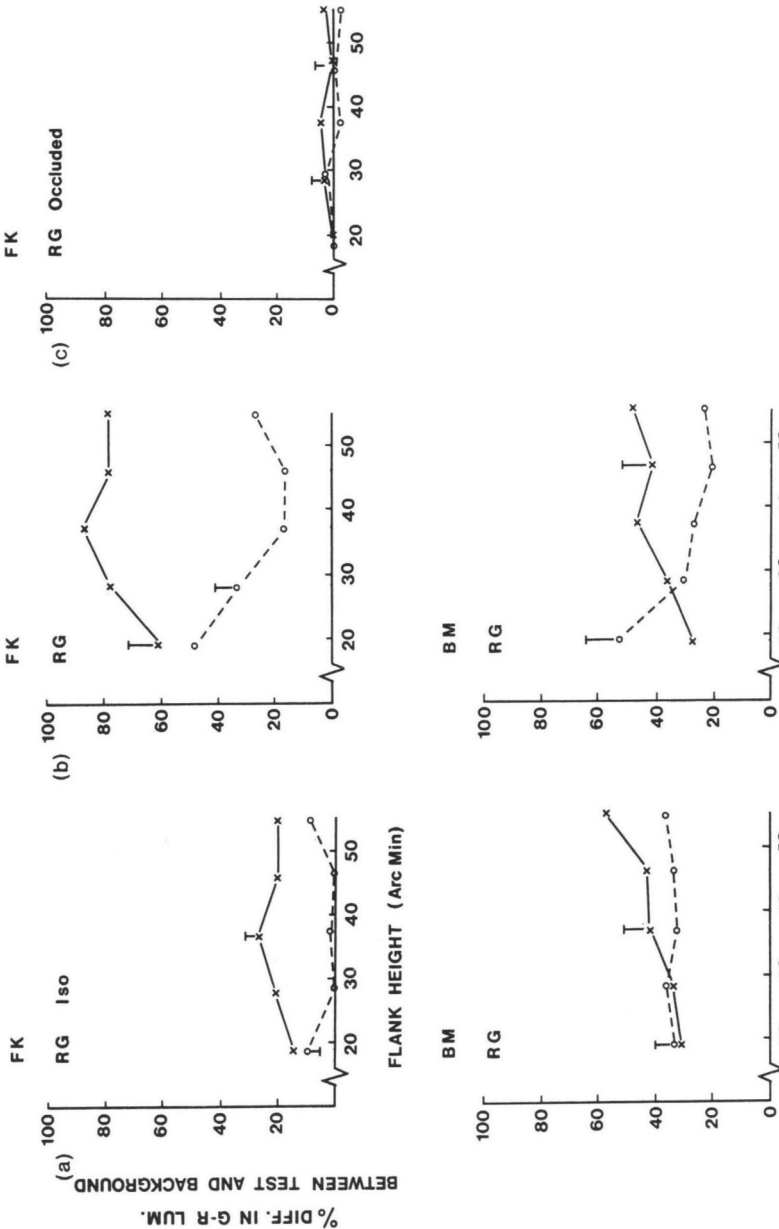 FK
RG Iso
(a)
100
80
60
40
20
20
30
40
50
% DIFF. IN G-R LUM.
BETWEEN TEST AND BACKGROUND
FLANK HEIGHT (Arc Min)
FK
RG
(b)
100
80
60
40
20
0
20
30
40
50
FK
RG Occluded
(c)
100
80
60
40
20
0
20
30
40
50
BM
RG
100
80
60
40
20
0
BM
RG
100
80
60
40
20
0